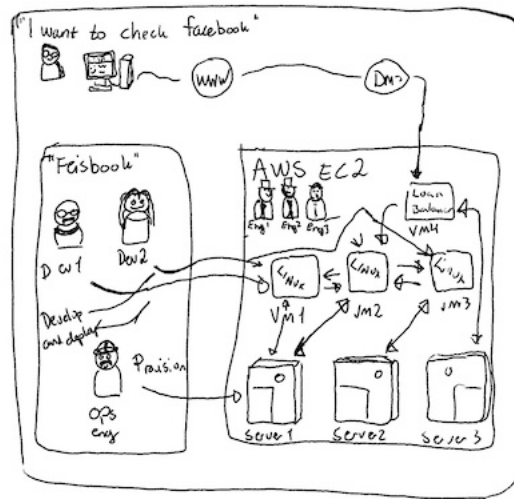 "I want to check facebook"
WWW
"Feisbook"
Dev1
Dev2
Develop
and deploy
Provision
OPS
eng
AWS EC2
Eng1
Eng2
Eng3
Load
Balancer
VM4
LINUX
LINUX
LINUX
VM1
VM2
VM3
Server1
Server2
Server3